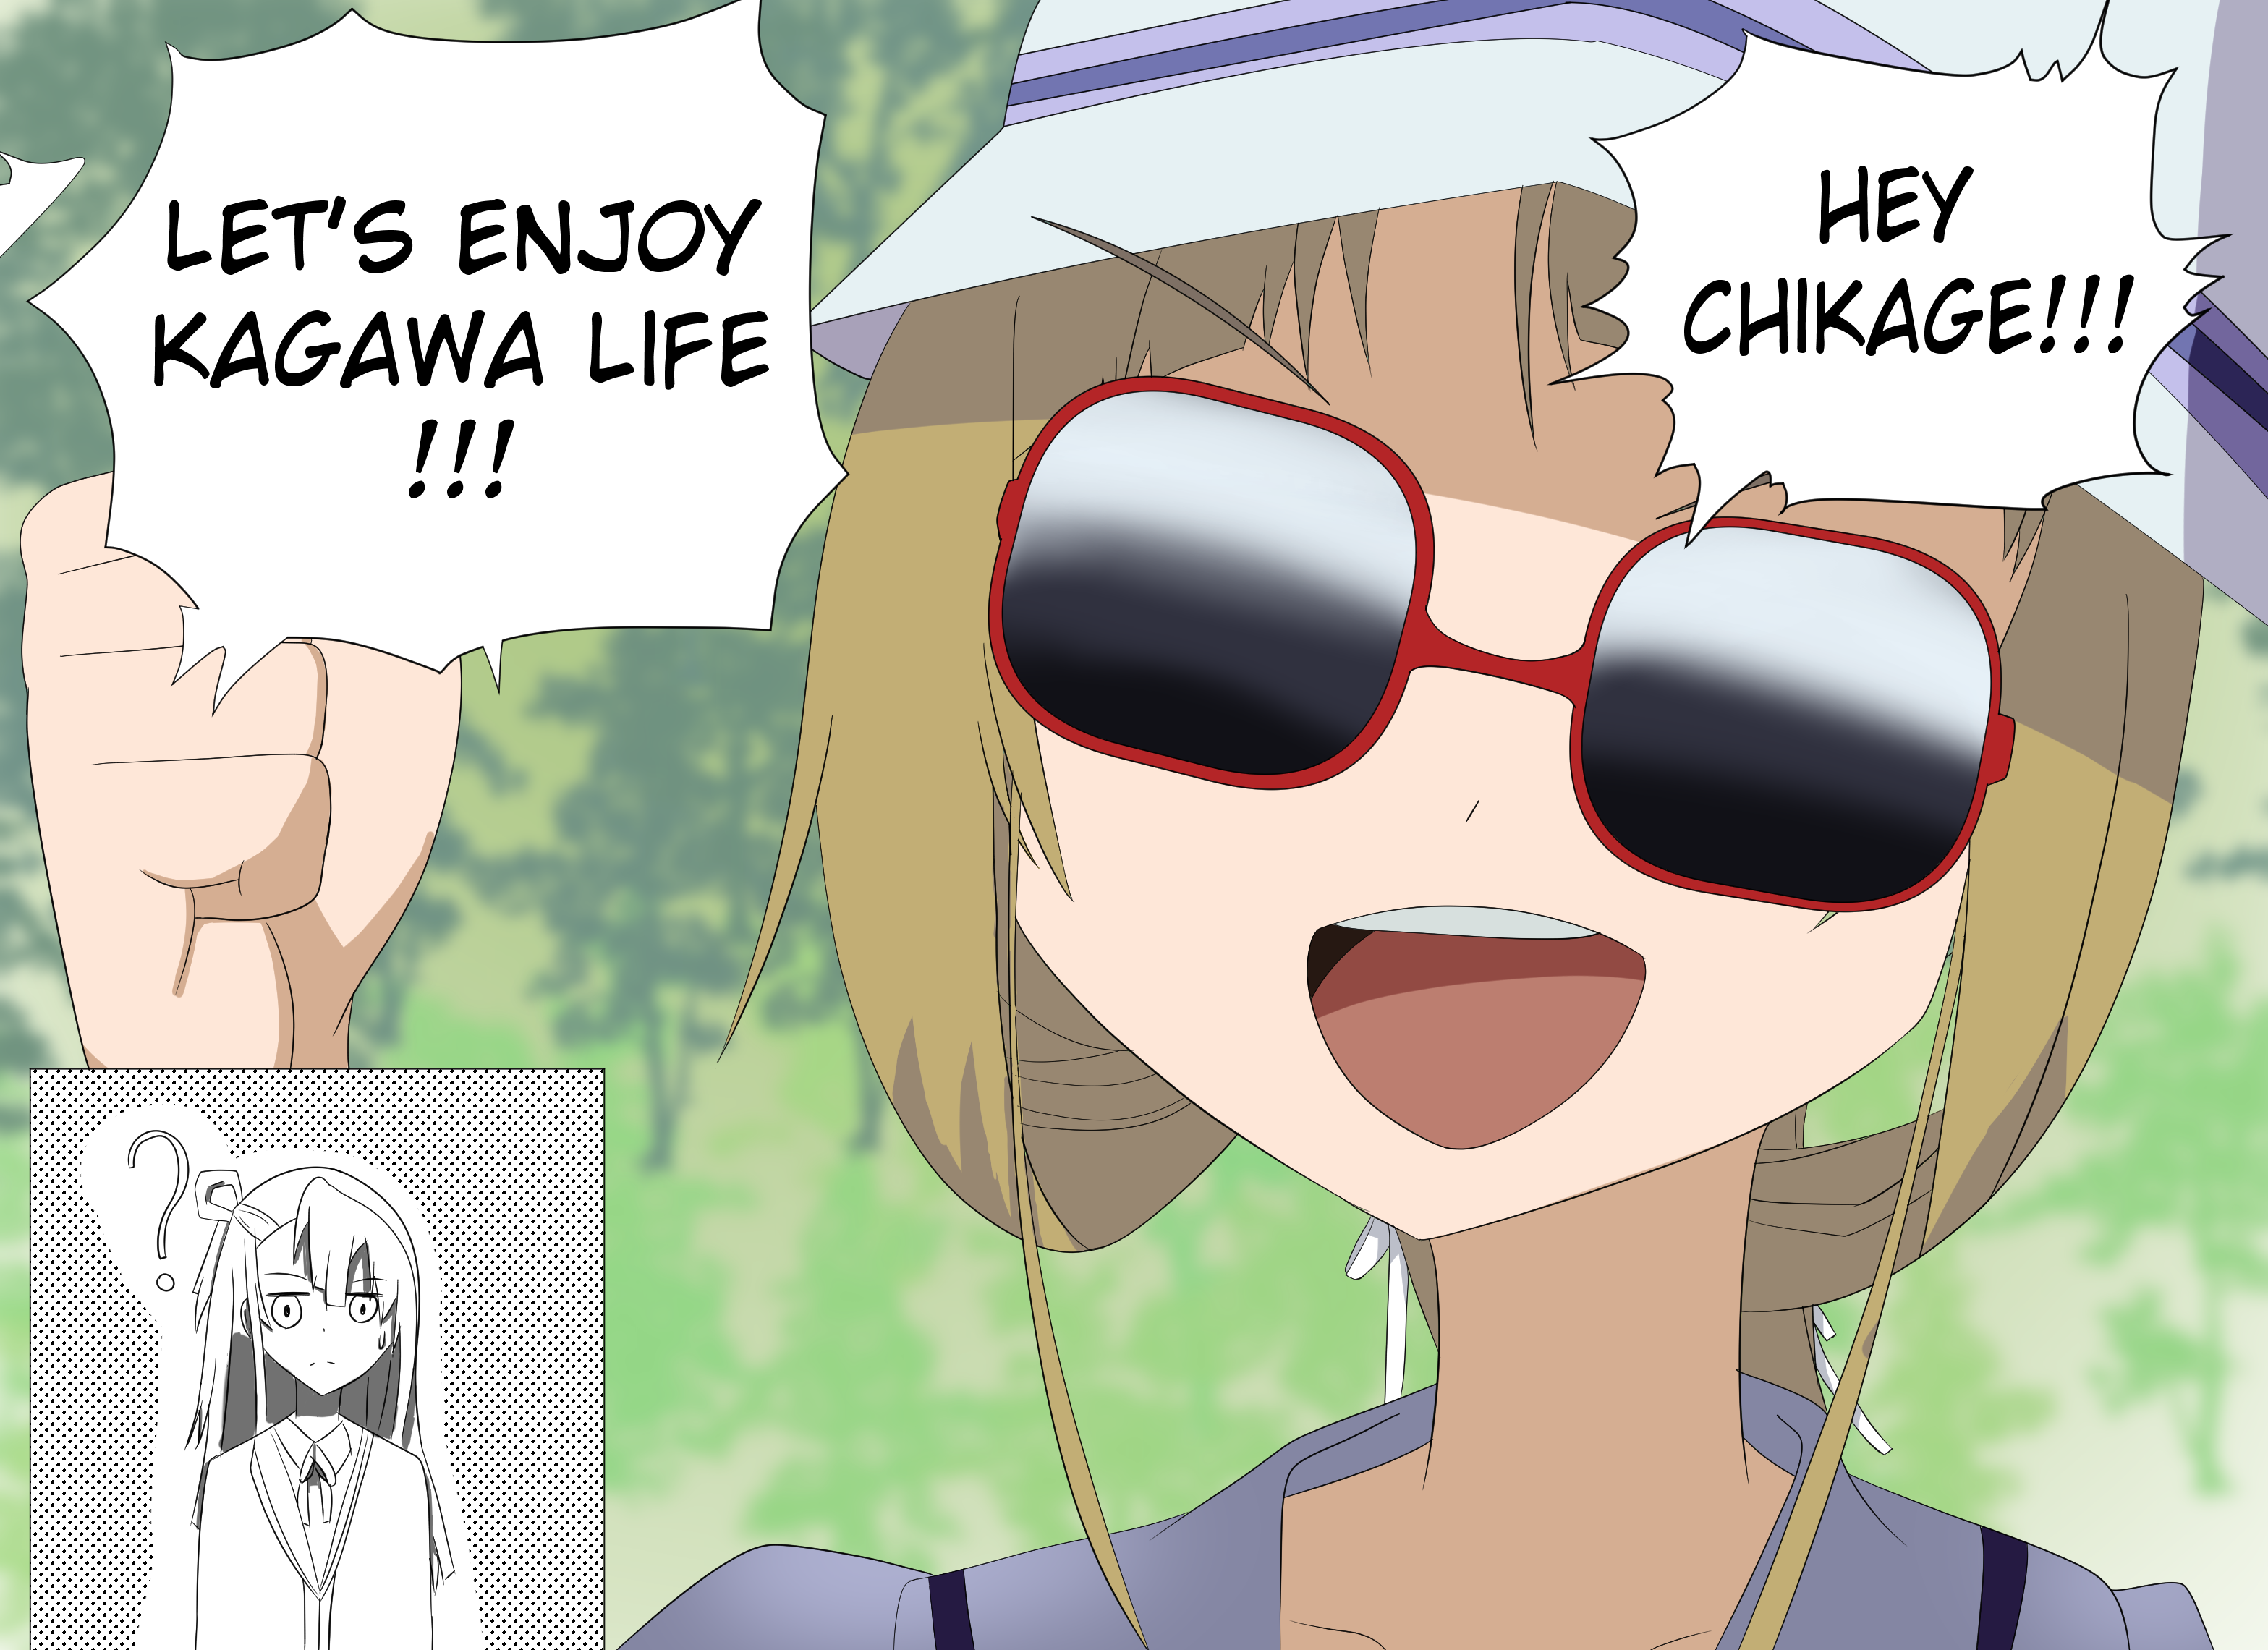 HEY
CHIKAGE!!!
LET'S ENJOY
KAGAWA LIFE
!!!
?